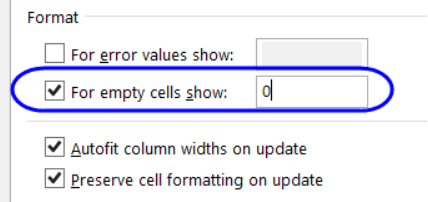 Format
For error values show:
For empty cells show: 0
Autofit column widths on update
Preserve cell formatting on update